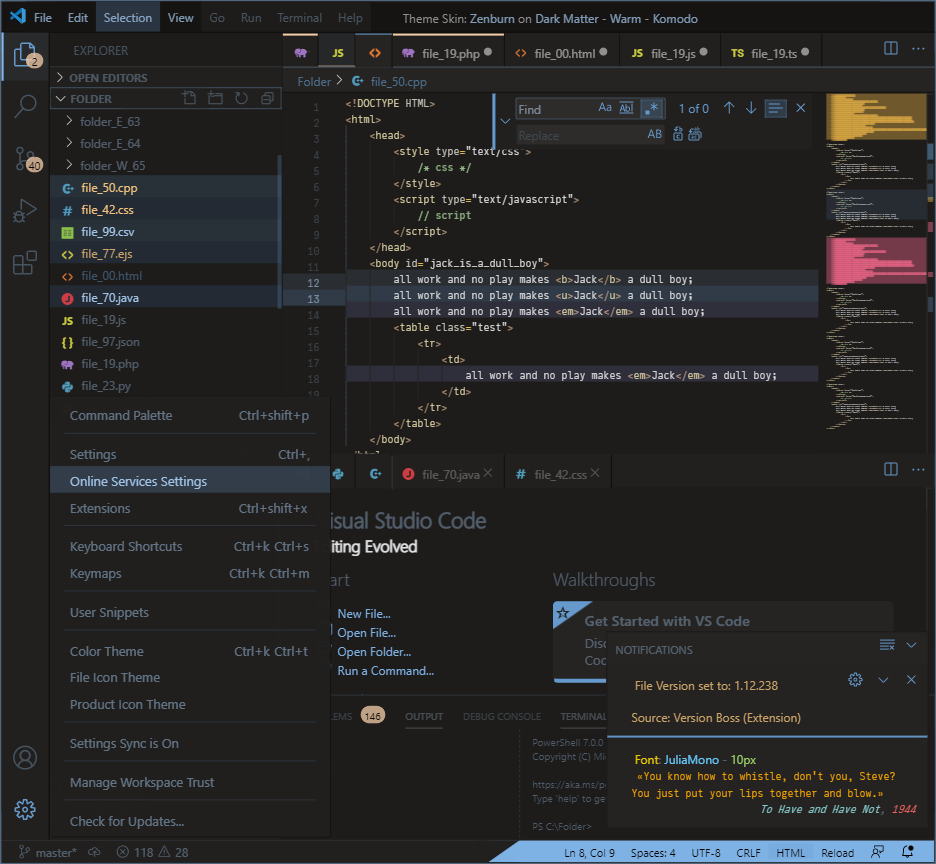 File Edit Selection View Go Run Terminal Help Theme Skin: Zenburn on Dark Matter - Warm - Komodo
2
EXPLORER
JS
file_19.php
file_00.html
JS file_19.js
TS file_19.ts
OPEN EDITORS
FOLDER
Folder > file_50.cpp
folder_E_63
folder_E_64
folder_W_65
40
file_50.cpp
# file_42.css
file_99.csv
file_77.ejs
file_00.html
file_70.java
JS file_19.js
{} file_97.json
file_19.php
file_23.py
Find Aa Abl .* 1 of 0
Replace AB
1 <!DOCTYPE HTML>
2 <html>
3 <head>
4 <style type="text/css">
5 /* css */
6 </style>
7 <script type="text/javascript">
8 // script
9 </script>
10 </head>
11 <body id="jack_is_a_dull_boy">
12 all work and no play makes <b>Jack</b> a dull boy;
13 all work and no play makes <u>Jack</u> a dull boy;
14 all work and no play makes <em>Jack</em> a dull boy;
15 <table class="test">
16 <tr>
17 <td>
18 all work and no play makes <em>Jack</em> a dull boy;
19 </td>
</tr>
</table>
</body>
Command Palette Ctrl+shift+p
Settings Ctrl+,
Online Services Settings
Extensions Ctrl+shift+x
Keyboard Shortcuts Ctrl+k Ctrl+s
Keymaps Ctrl+k Ctrl+m
User Snippets
Color Theme Ctrl+k Ctrl+t
File Icon Theme
Product Icon Theme
Settings Sync is On
Manage Workspace Trust
Check for Updates...
file_70.java
# file_42.css
isual Studio Code
iting Evolved
art
New File...
Open File...
Open Folder...
Run a Command...
Walkthroughs
Get Started with VS Code
Disc
Coc
LEMS 146 OUTPUT DEBUG CONSOLE TERMINAL
PowerShell 7.0.0
Copyright (C) Mi
https://aka.ms/p
Type 'help' to ge
PS C:\Folder>
NOTIFICATIONS
File Version set to: 1.12.238
Source: Version Boss (Extension)
Font: JuliaMono - 10px
«You know how to whistle, don't you, Steve?
You just put your lips together and blow.»
To Have and Have Not, 1944
master* 118 28 Ln 8, Col 9 Spaces: 4 UTF-8 CRLF HTML Reload